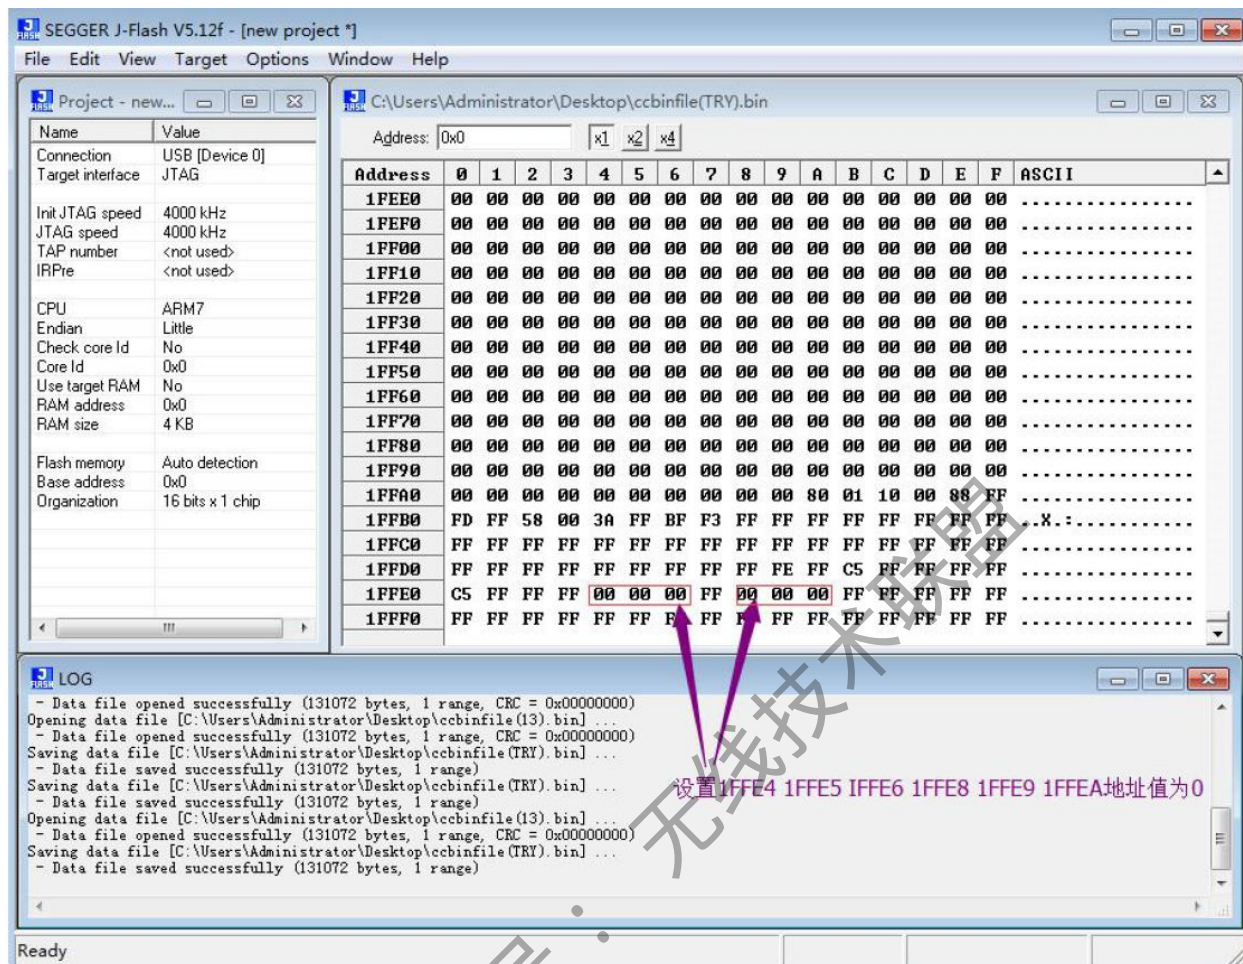 SEGGER J-Flash V5.12f - [new project *]
File Edit View Target Options Window Help
Project - new...
Name Value
Connection USB [Device 0]
Target interface JTAG
Init JTAG speed 4000 kHz
JTAG speed 4000 kHz
TAP number <not used>
IRPre <not used>
CPU ARM7
Endian Little
Check core Id No
Core Id 0x0
Use target RAM No
RAM address 0x0
RAM size 4 KB
Flash memory Auto detection
Base address 0x0
Organization 16 bits x 1 chip
C:\Users\Administrator\Desktop\ccbinfile(TRY).bin
Address: 0x0 x1 x2 x4
Address 0 1 2 3 4 5 6 7 8 9 A B C D E F ASCII
1FEE0 00 00 00 00 00 00 00 00 00 00 00 00 00 00 00 00 ................
1FEF0 00 00 00 00 00 00 00 00 00 00 00 00 00 00 00 00 ................
1FF00 00 00 00 00 00 00 00 00 00 00 00 00 00 00 00 00 ................
1FF10 00 00 00 00 00 00 00 00 00 00 00 00 00 00 00 00 ................
1FF20 00 00 00 00 00 00 00 00 00 00 00 00 00 00 00 00 ................
1FF30 00 00 00 00 00 00 00 00 00 00 00 00 00 00 00 00 ................
1FF40 00 00 00 00 00 00 00 00 00 00 00 00 00 00 00 00 ................
1FF50 00 00 00 00 00 00 00 00 00 00 00 00 00 00 00 00 ................
1FF60 00 00 00 00 00 00 00 00 00 00 00 00 00 00 00 00 ................
1FF70 00 00 00 00 00 00 00 00 00 00 00 00 00 00 00 00 ................
1FF80 00 00 00 00 00 00 00 00 00 00 00 00 00 00 00 00 ................
1FF90 00 00 00 00 00 00 00 00 00 00 00 00 00 00 00 00 ................
1FFA0 00 00 00 00 00 00 00 00 00 00 80 01 10 00 88 FF ................
1FFB0 FD FF 58 00 3A FF BF F3 FF FF FF FF FF FF FF FF ..X.:...........
1FFC0 FF FF FF FF FF FF FF FF FF FF FF FF FF FF FF FF ................
1FFD0 FF FF FF FF FF FF FF FF FF FE FF C5 FF FF FF FF ................
1FFE0 C5 FF FF FF 00 00 00 FF 00 00 00 FF FF FF FF FF ................
1FFF0 FF FF FF FF FF FF FF FF FF FF FF FF FF FF ................
LOG
- Data file opened successfully (131072 bytes, 1 range, CRC = 0x00000000)
Opening data file [C:\Users\Administrator\Desktop\ccbinfile(13).bin] ...
- Data file opened successfully (131072 bytes, 1 range, CRC = 0x00000000)
Saving data file [C:\Users\Administrator\Desktop\ccbinfile(TRY).bin] ...
- Data file saved successfully (131072 bytes, 1 range)
Saving data file [C:\Users\Administrator\Desktop\ccbinfile(TRY).bin] ...
- Data file saved successfully (131072 bytes, 1 range)
Opening data file [C:\Users\Administrator\Desktop\ccbinfile(13).bin] ...
- Data file opened successfully (131072 bytes, 1 range, CRC = 0x00000000)
Saving data file [C:\Users\Administrator\Desktop\ccbinfile(TRY).bin] ...
- Data file saved successfully (131072 bytes, 1 range)
设置1FFE4 1FFE5 IFFE6 1FFE8 1FFE9 1FFEA地址值为0
Ready
：无线技术联盟